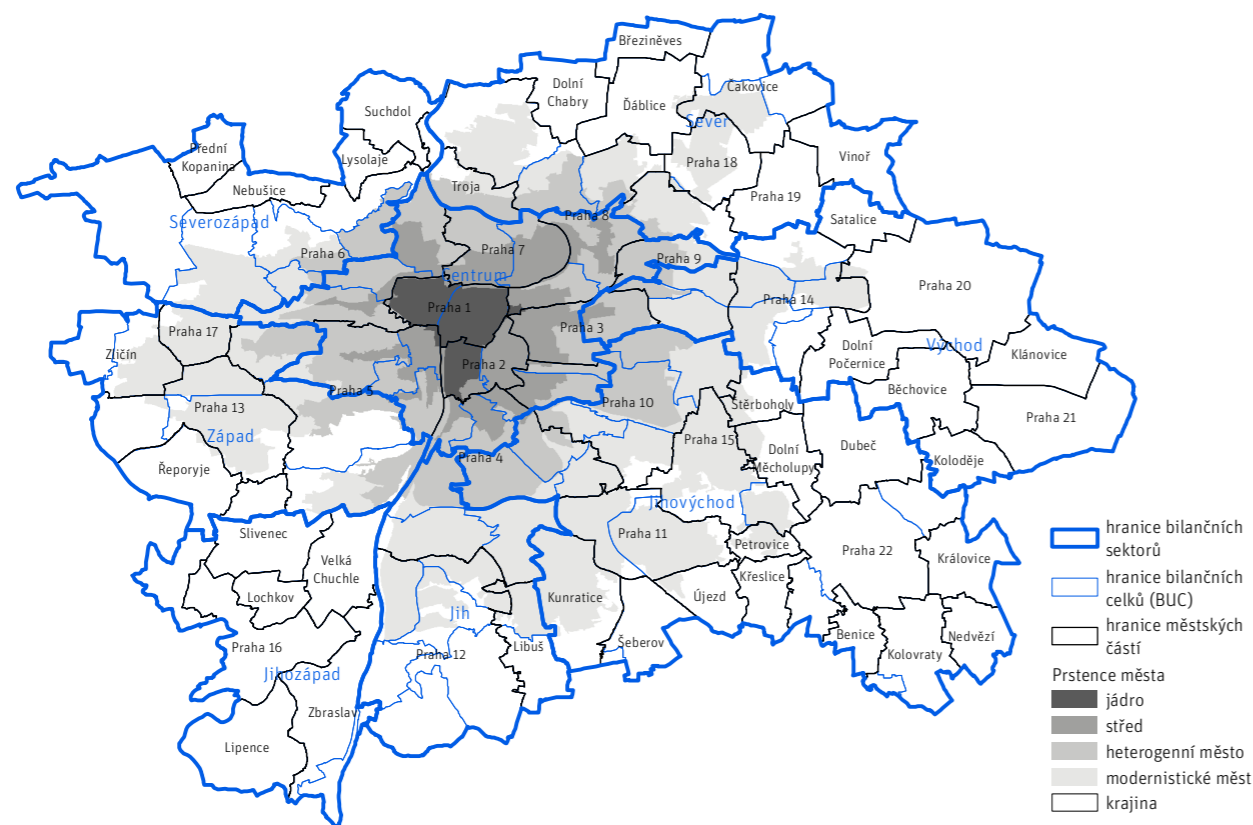 Březiněves
Čakovice
Dolní
Chabry
Ďáblice
Suchdol
Sever
Přední
Kopanina
Lysolaje
Praha 18
Vinoř
Nebušice
Troja
Praha 19
Severozápad
Praha 8
Satalice
Praha 6
Praha 7
Praha 9
Centrum
Praha 20
Praha 14
Praha 1
Praha 17
Praha 3
Zličín
Dolní
Počernice
Východ
Klánovice
Praha 2
Praha 5
Běchovice
Praha 13
Praha 10
Štěrboholy
Praha 21
Západ
Praha 15
Dolní
Měcholupy
Dubeč
Praha 4
Koloděje
Řeporyje
Jihovýchod
Slivenec
Praha 11
Petrovice
Praha 22
Královice
Velká
Chuchle
Křeslice
Lochkov
Kunratice
Újezd
Jih
Benice
Nedvězí
Praha 16
Praha 12
Libuš
Šeberov
Kolovraty
Jihozápad
Zbraslav
Lipence
hranice bilančních
sektorů
hranice bilančních
celků (BUC)
hranice městských
částí
Prstence města
jádro
střed
heterogenní město
modernistické měst
krajina